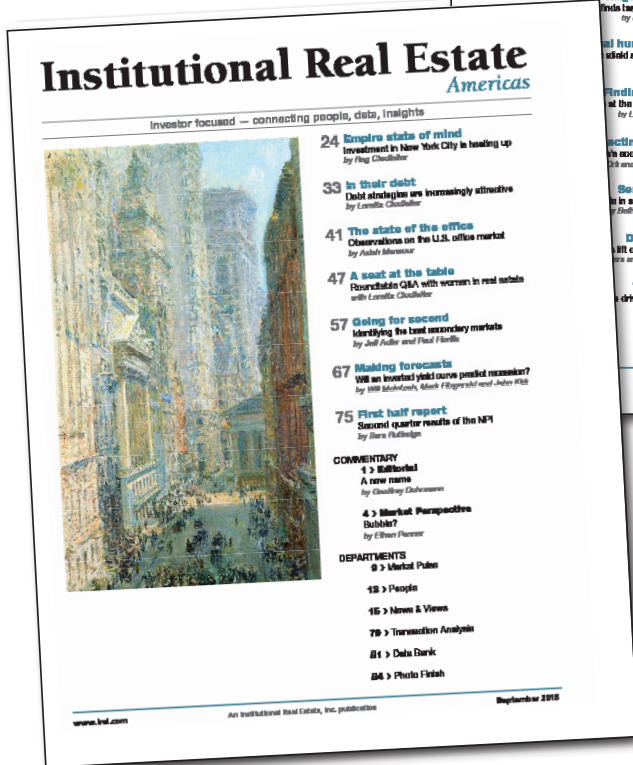 Institutional Real Estate
Americas
Investor focused — connecting people, data, insights
24 Empire state of mind
Investment in New York City is heating up
by Reg Clodfelter
33 In their debt
Debt strategies are increasingly attractive
by Loretta Clodfelter
41 The state of the office
Observations on the U.S. office market
by Asieh Mansour
47 A seat at the table
Roundtable Q&A with women in real estate
with Loretta Clodfelter
57 Going for second
Identifying the best secondary markets
by Jeff Adler and Paul Fiorilla
67 Making forecasts
Will an inverted yield curve predict recession?
by Will McIntosh, Mark Fitzgerald and John Kirk
75 First half report
Second quarter results of the NPI
by Sara Rutledge
COMMENTARY
1 > Editorial
A new name
by Geoffrey Dohrmann
4 > Market Perspective
Bubble?
by Ethan Penner
DEPARTMENTS
9 > Market Pulse
13 > People
15 > News & Views
79 > Transaction Analysis
81 > Data Bank
84 > Photo Finish
www.irei.com
An Institutional Real Estate, Inc. publication
September 2015